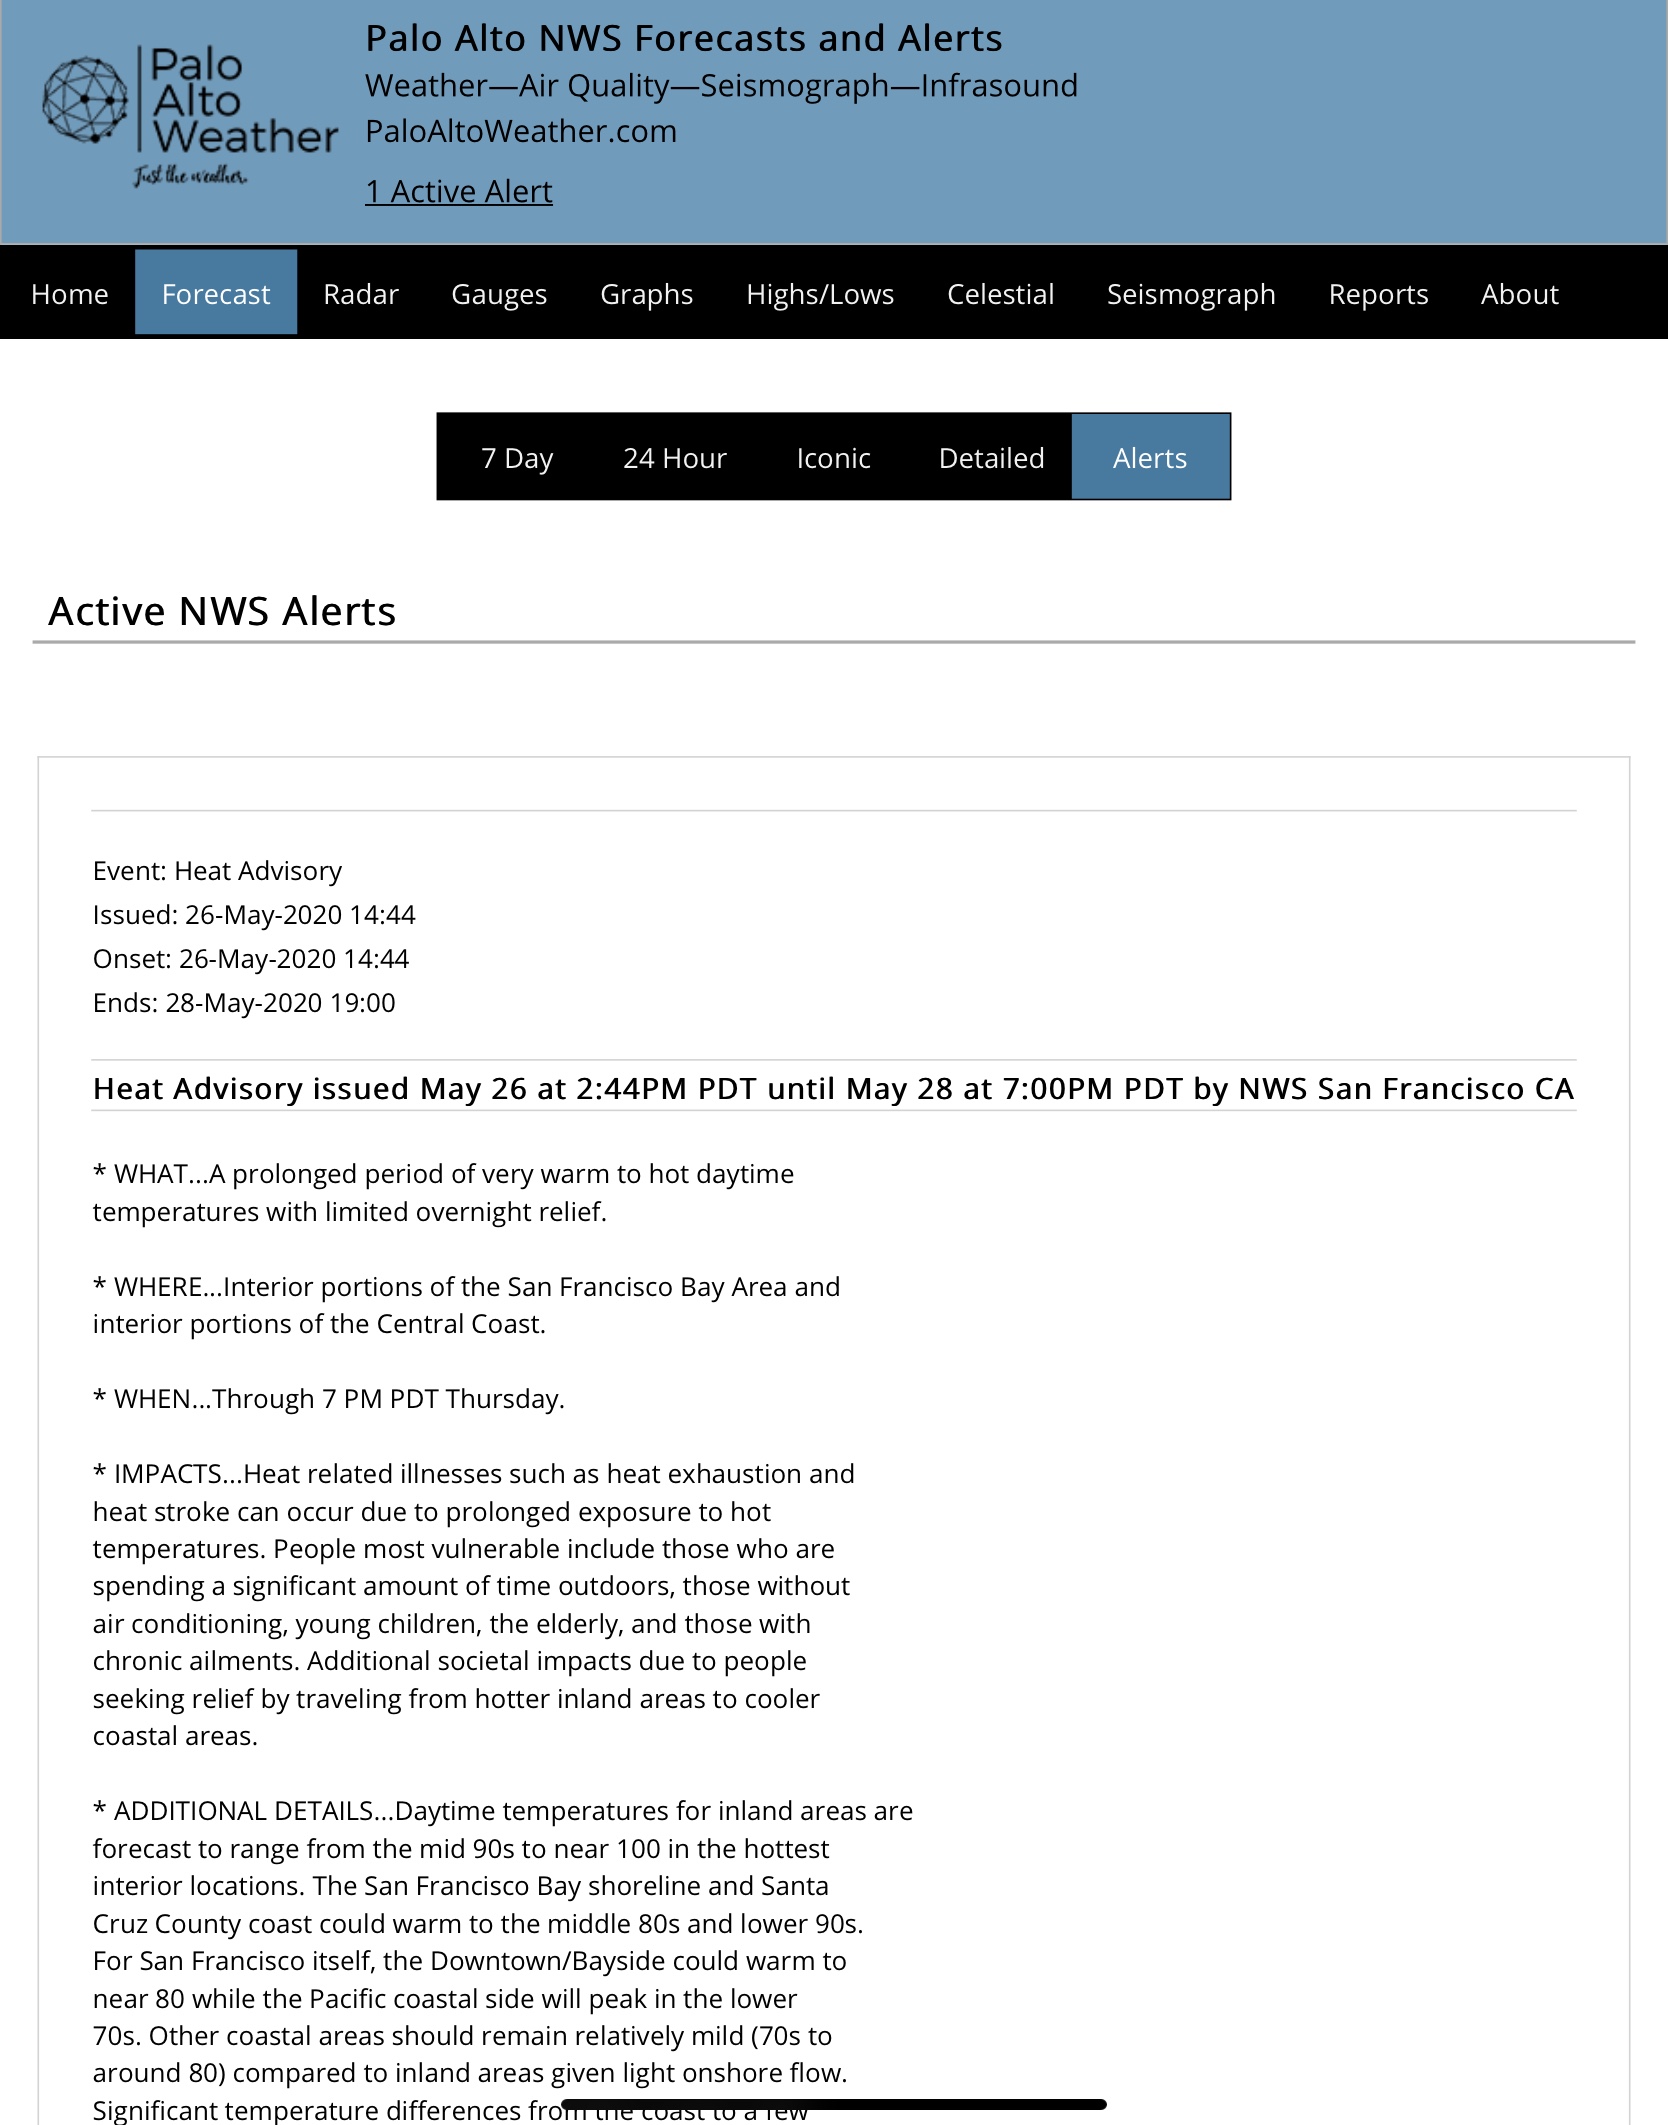 Palo
Alto
Weather
Just the weather.
Palo Alto NWS Forecasts and Alerts
Weather—Air Quality—Seismograph—Infrasound
PaloAltoWeather.com
1 Active Alert
Home Forecast Radar Gauges Graphs Highs/Lows Celestial Seismograph Reports About
7 Day 24 Hour Iconic Detailed Alerts
Active NWS Alerts
Event: Heat Advisory
Issued: 26-May-2020 14:44
Onset: 26-May-2020 14:44
Ends: 28-May-2020 19:00
Heat Advisory issued May 26 at 2:44PM PDT until May 28 at 7:00PM PDT by NWS San Francisco CA
* WHAT...A prolonged period of very warm to hot daytime
temperatures with limited overnight relief.
* WHERE...Interior portions of the San Francisco Bay Area and
interior portions of the Central Coast.
* WHEN...Through 7 PM PDT Thursday.
* IMPACTS...Heat related illnesses such as heat exhaustion and
heat stroke can occur due to prolonged exposure to hot
temperatures. People most vulnerable include those who are
spending a significant amount of time outdoors, those without
air conditioning, young children, the elderly, and those with
chronic ailments. Additional societal impacts due to people
seeking relief by traveling from hotter inland areas to cooler
coastal areas.
* ADDITIONAL DETAILS...Daytime temperatures for inland areas are
forecast to range from the mid 90s to near 100 in the hottest
interior locations. The San Francisco Bay shoreline and Santa
Cruz County coast could warm to the middle 80s and lower 90s.
For San Francisco itself, the Downtown/Bayside could warm to
near 80 while the Pacific coastal side will peak in the lower
70s. Other coastal areas should remain relatively mild (70s to
around 80) compared to inland areas given light onshore flow.
Significant temperature differences from the coast to a few